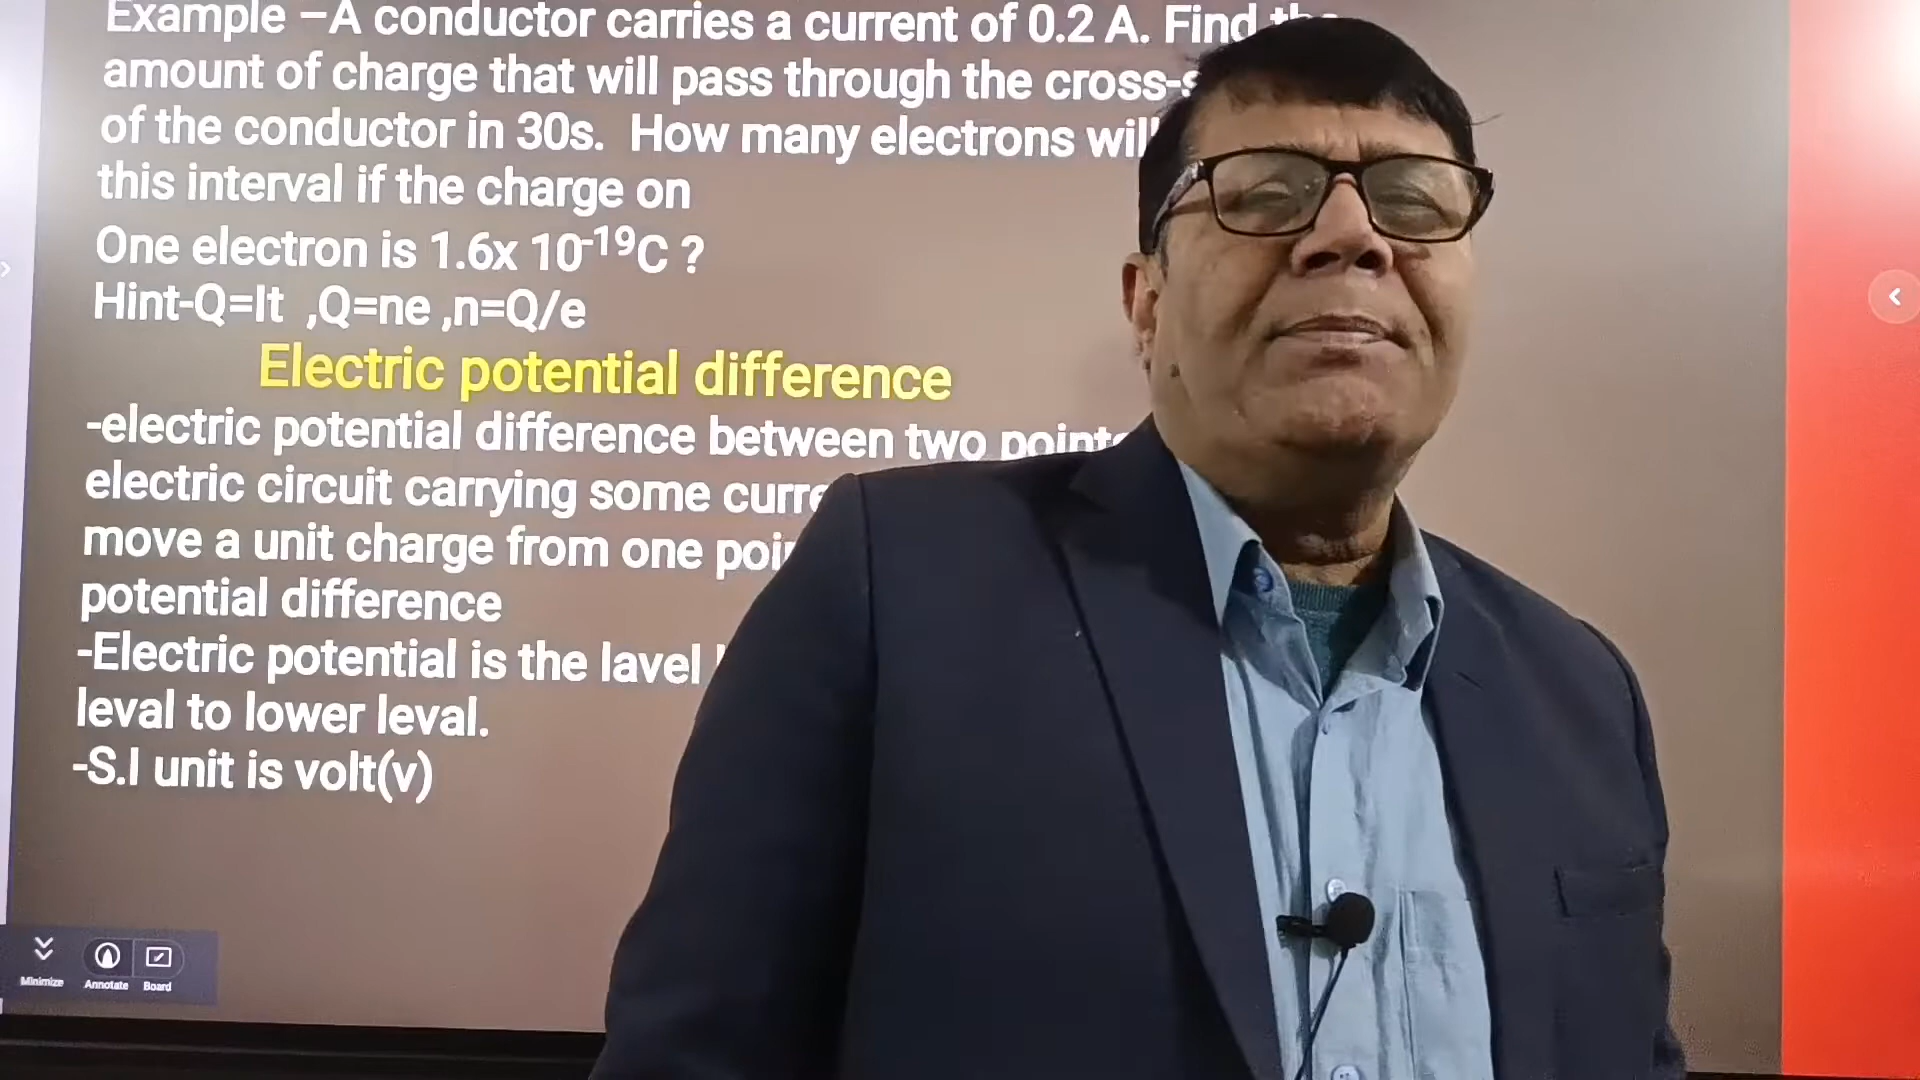 Example –A conductor carries a current of 0.2 A. Find
amount of charge that will pass through the
of the conductor in 30s. How many electrons
this interval if the charge on
One electron is 1.6x 10⁻¹⁹C ?
Hint-Q=It ,Q=ne ,n=Q/e
Electric potential difference
-electric potential difference between two
electric circuit carrying some
move a unit charge from one
potential difference
-Electric potential is the lavel
leval to lower leval.
-S.I unit is volt(v)
Minimize Annotate Board